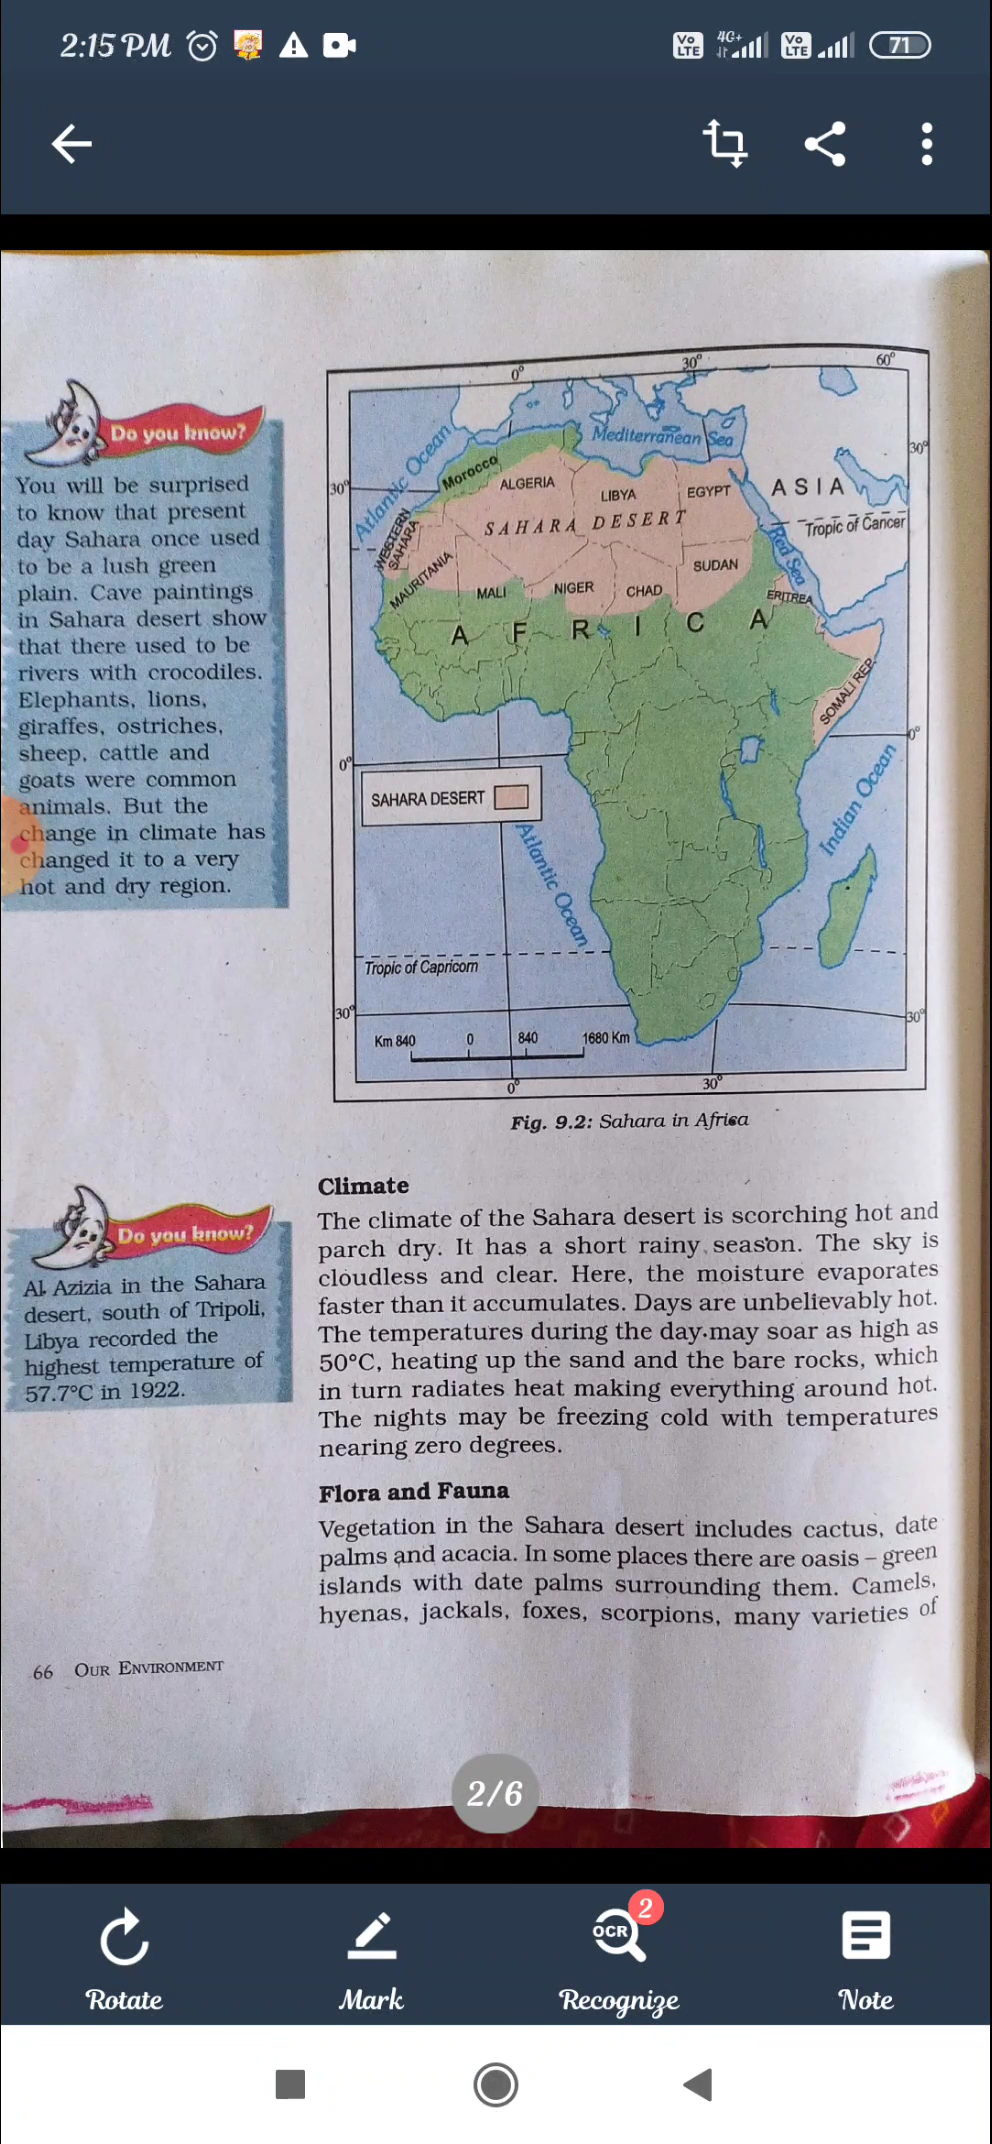 2:15 PM
Vo LTE 4G+ Vo LTE 71
Do you know?
You will be surprised
to know that present
day Sahara once used
to be a lush green
plain. Cave paintings
in Sahara desert show
that there used to be
rivers with crocodiles.
Elephants, lions,
giraffes, ostriches,
sheep, cattle and
goats were common
animals. But the
change in climate has
changed it to a very
hot and dry region.
0° 30° 60°
Atlantic Ocean
Mediterranean Sea
30° 30°
Morocco
ALGERIA
LIBYA
EGYPT
ASIA
SAHARA DESERT
Tropic of Cancer
WESTERN
SAHARA
Red Sea
MAURITANIA
MALI
NIGER
CHAD
SUDAN
ERITREA
AFRICA
SOMALI REP.
0° 0°
SAHARA DESERT
Atlantic Ocean
Indian Ocean
Tropic of Capricorn
30° 30°
Km 840 0 840 1680 Km
0° 30°
Fig. 9.2: Sahara in Africa
Do you know?
Al Azizia in the Sahara
desert, south of Tripoli,
Libya recorded the
highest temperature of
57.7°C in 1922.
Climate
The climate of the Sahara desert is scorching hot and
parch dry. It has a short rainy season. The sky is
cloudless and clear. Here, the moisture evaporates
faster than it accumulates. Days are unbelievably hot.
The temperatures during the day may soar as high as
50°C, heating up the sand and the bare rocks, which
in turn radiates heat making everything around hot.
The nights may be freezing cold with temperatures
nearing zero degrees.
Flora and Fauna
Vegetation in the Sahara desert includes cactus, date
palms and acacia. In some places there are oasis – green
islands with date palms surrounding them. Camels,
hyenas, jackals, foxes, scorpions, many varieties of
66 OUR ENVIRONMENT
2/6
OCR 2
Rotate Mark Recognize Note